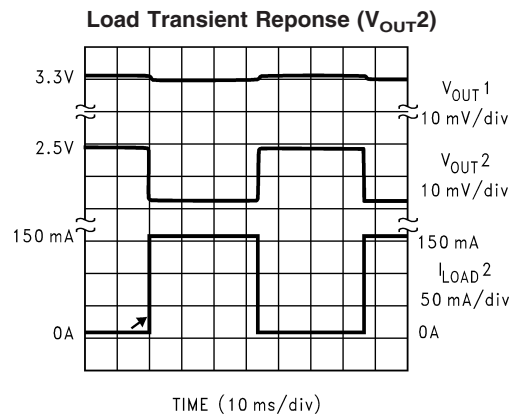 Load Transient Reponse (VOUT2)
3.3V
VOUT1
10 mV/div
2.5V
VOUT2
10 mV/div
150 mA
150 mA
ILOAD2
50 mA/div
0A
0A
TIME (10 ms/div)